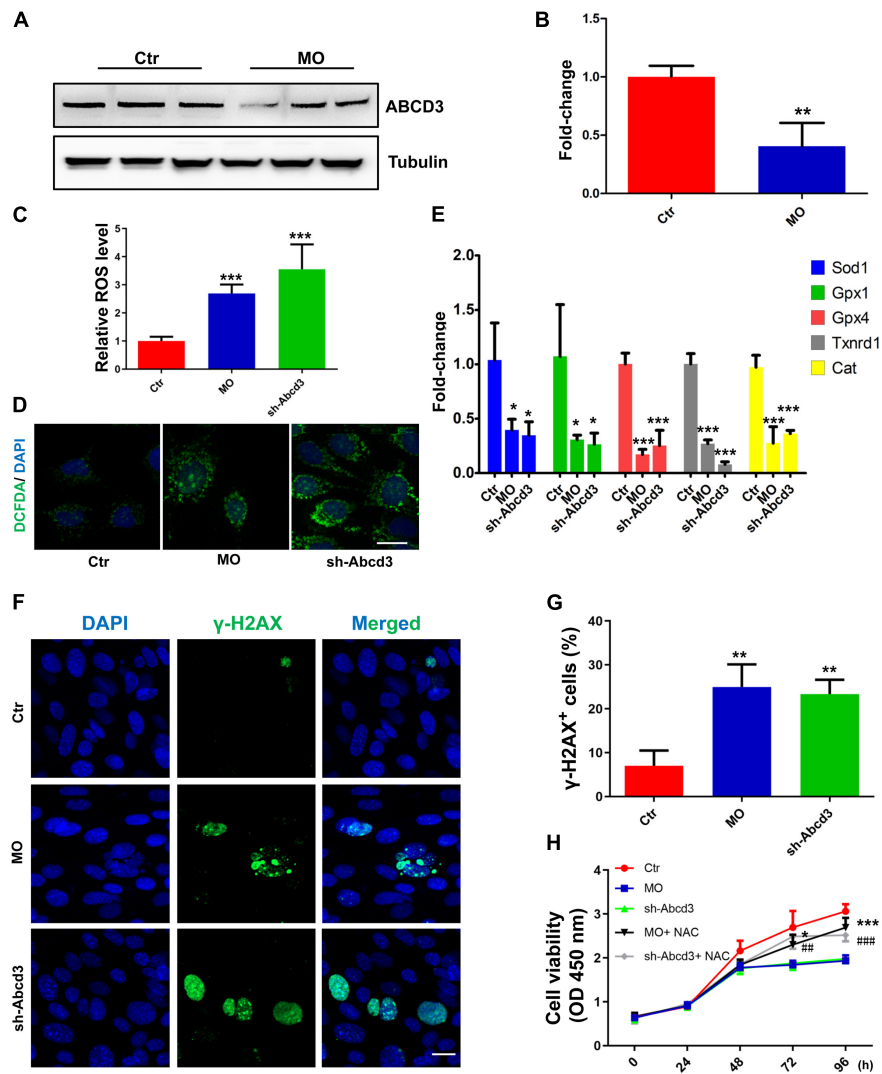 A
Ctr MO
ABCD3
Tubulin
B
Fold-change
1.5
1.0
0.5
0.0
**
Ctr
MO
C
Relative ROS level
5
4
3
2
1
0
***
***
Ctr
MO
sh-Abcd3
D
DCFDA/ DAPI
Ctr MO sh-Abcd3
E
Fold-change
2.0
1.5
1.0
0.5
0.0
* *
* *
*** ***
*** ***
*** ***
Ctr MO sh-Abcd3
Ctr MO sh-Abcd3
Ctr MO sh-Abcd3
Ctr MO sh-Abcd3
Ctr MO sh-Abcd3
Sod1
Gpx1
Gpx4
Txnrd1
Cat
F
DAPI γ-H2AX Merged
Ctr
MO
sh-Abcd3
G
γ-H2AX+ cells (%)
40
30
20
10
0
** **
Ctr
MO
sh-Abcd3
H
Cell viability
(OD 450 nm)
4
3
2
1
0
Ctr
MO
sh-Abcd3
MO+ NAC
sh-Abcd3+ NAC
*
##
***
###
0 24 48 72 96 (h)